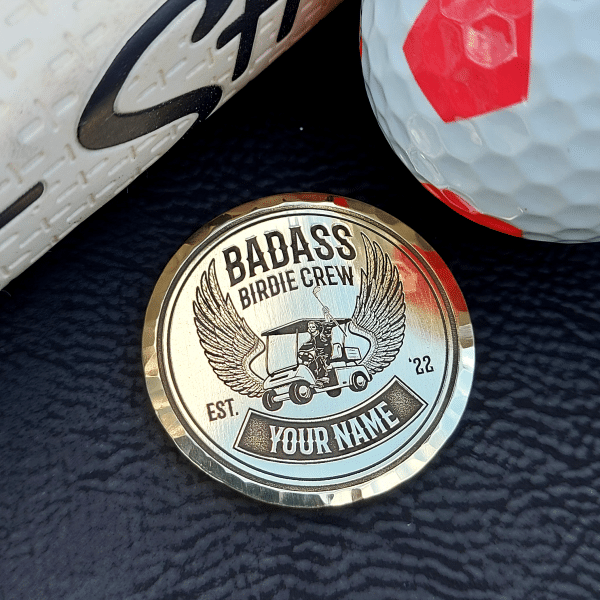 BADASS
BIRDIE CREW
EST. '22
YOUR NAME